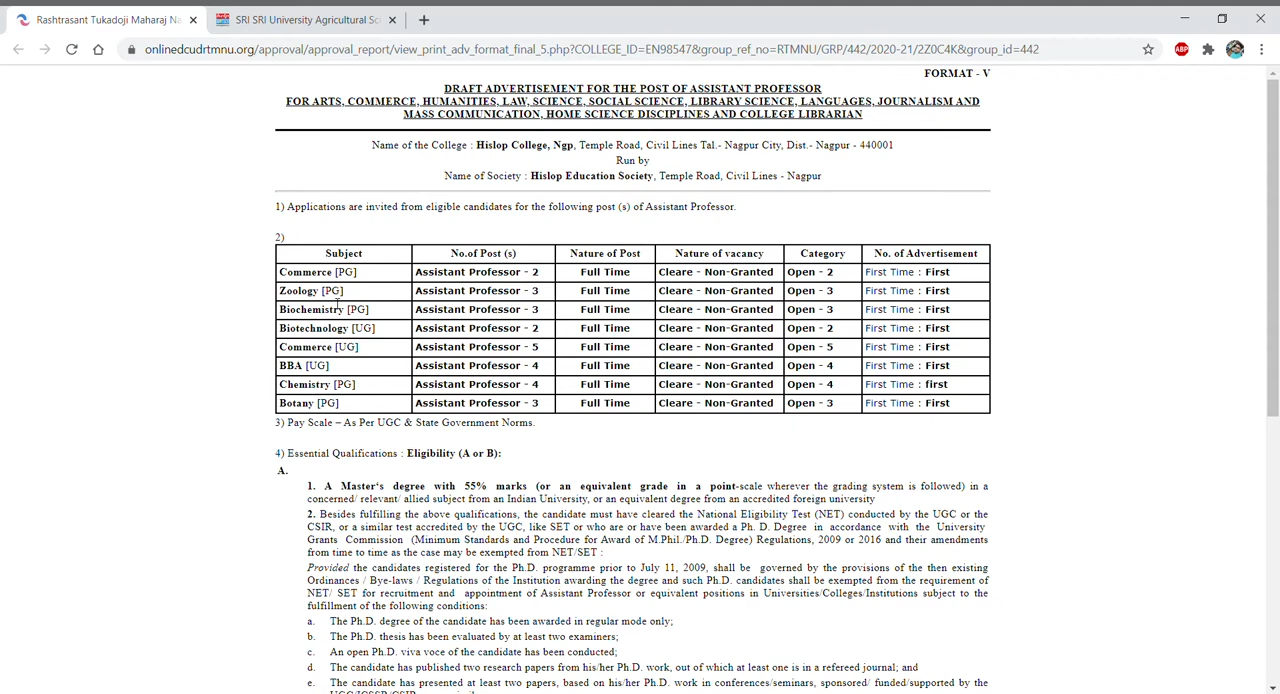 Rashtrasant Tukadoji Maharaj Na
SRI SRI University Agricultural Sc
onlinedcudrtmnu.org/approval/approval_report/view_print_adv_format_final_5.php?COLLEGE_ID=EN98547&group_ref_no=RTMNU/GRP/442/2020-21/2Z0C4K&group_id=442
ABP
FORMAT - V
DRAFT ADVERTISEMENT FOR THE POST OF ASSISTANT PROFESSOR
FOR ARTS, COMMERCE, HUMANITIES, LAW, SCIENCE, SOCIAL SCIENCE, LIBRARY SCIENCE, LANGUAGES, JOURNALISM AND
MASS COMMUNICATION, HOME SCIENCE DISCIPLINES AND COLLEGE LIBRARIAN
Name of the College : Hislop College, Ngp, Temple Road, Civil Lines Tal.- Nagpur City, Dist.- Nagpur - 440001
Run by
Name of Society : Hislop Education Society, Temple Road, Civil Lines - Nagpur
1) Applications are invited from eligible candidates for the following post (s) of Assistant Professor.
2)
Subject No.of Post (s) Nature of Post Nature of vacancy Category No. of Advertisement
Commerce [PG] Assistant Professor - 2 Full Time Cleare - Non-Granted Open - 2 First Time : First
Zoology [PG] Assistant Professor - 3 Full Time Cleare - Non-Granted Open - 3 First Time : First
Biochemistry [PG] Assistant Professor - 3 Full Time Cleare - Non-Granted Open - 3 First Time : First
Biotechnology [UG] Assistant Professor - 2 Full Time Cleare - Non-Granted Open - 2 First Time : First
Commerce [UG] Assistant Professor - 5 Full Time Cleare - Non-Granted Open - 5 First Time : First
BBA [UG] Assistant Professor - 4 Full Time Cleare - Non-Granted Open - 4 First Time : First
Chemistry [PG] Assistant Professor - 4 Full Time Cleare - Non-Granted Open - 4 First Time : first
Botany [PG] Assistant Professor - 3 Full Time Cleare - Non-Granted Open - 3 First Time : First
3) Pay Scale – As Per UGC & State Government Norms.
4) Essential Qualifications : Eligibility (A or B):
A.
1. A Master's degree with 55% marks (or an equivalent grade in a point-scale wherever the grading system is followed) in a
concerned/ relevant/ allied subject from an Indian University, or an equivalent degree from an accredited foreign university
2. Besides fulfilling the above qualifications, the candidate must have cleared the National Eligibility Test (NET) conducted by the UGC or the
CSIR, or a similar test accredited by the UGC, like SET or who are or have been awarded a Ph. D. Degree in accordance with the University
Grants Commission (Minimum Standards and Procedure for Award of M.Phil./Ph.D. Degree) Regulations, 2009 or 2016 and their amendments
from time to time as the case may be exempted from NET/SET :
Provided the candidates registered for the Ph.D. programme prior to July 11, 2009, shall be governed by the provisions of the then existing
Ordinances / Bye-laws / Regulations of the Institution awarding the degree and such Ph.D. candidates shall be exempted from the requirement of
NET/ SET for recruitment and appointment of Assistant Professor or equivalent positions in Universities/Colleges/Institutions subject to the
fulfillment of the following conditions:
a. The Ph.D. degree of the candidate has been awarded in regular mode only;
b. The Ph.D. thesis has been evaluated by at least two examiners;
c. An open Ph.D. viva voce of the candidate has been conducted;
d. The candidate has published two research papers from his/her Ph.D. work, out of which at least one is in a refereed journal; and
e. The candidate has presented at least two papers, based on his/her Ph.D. work in conferences/seminars, sponsored/ funded/supported by the